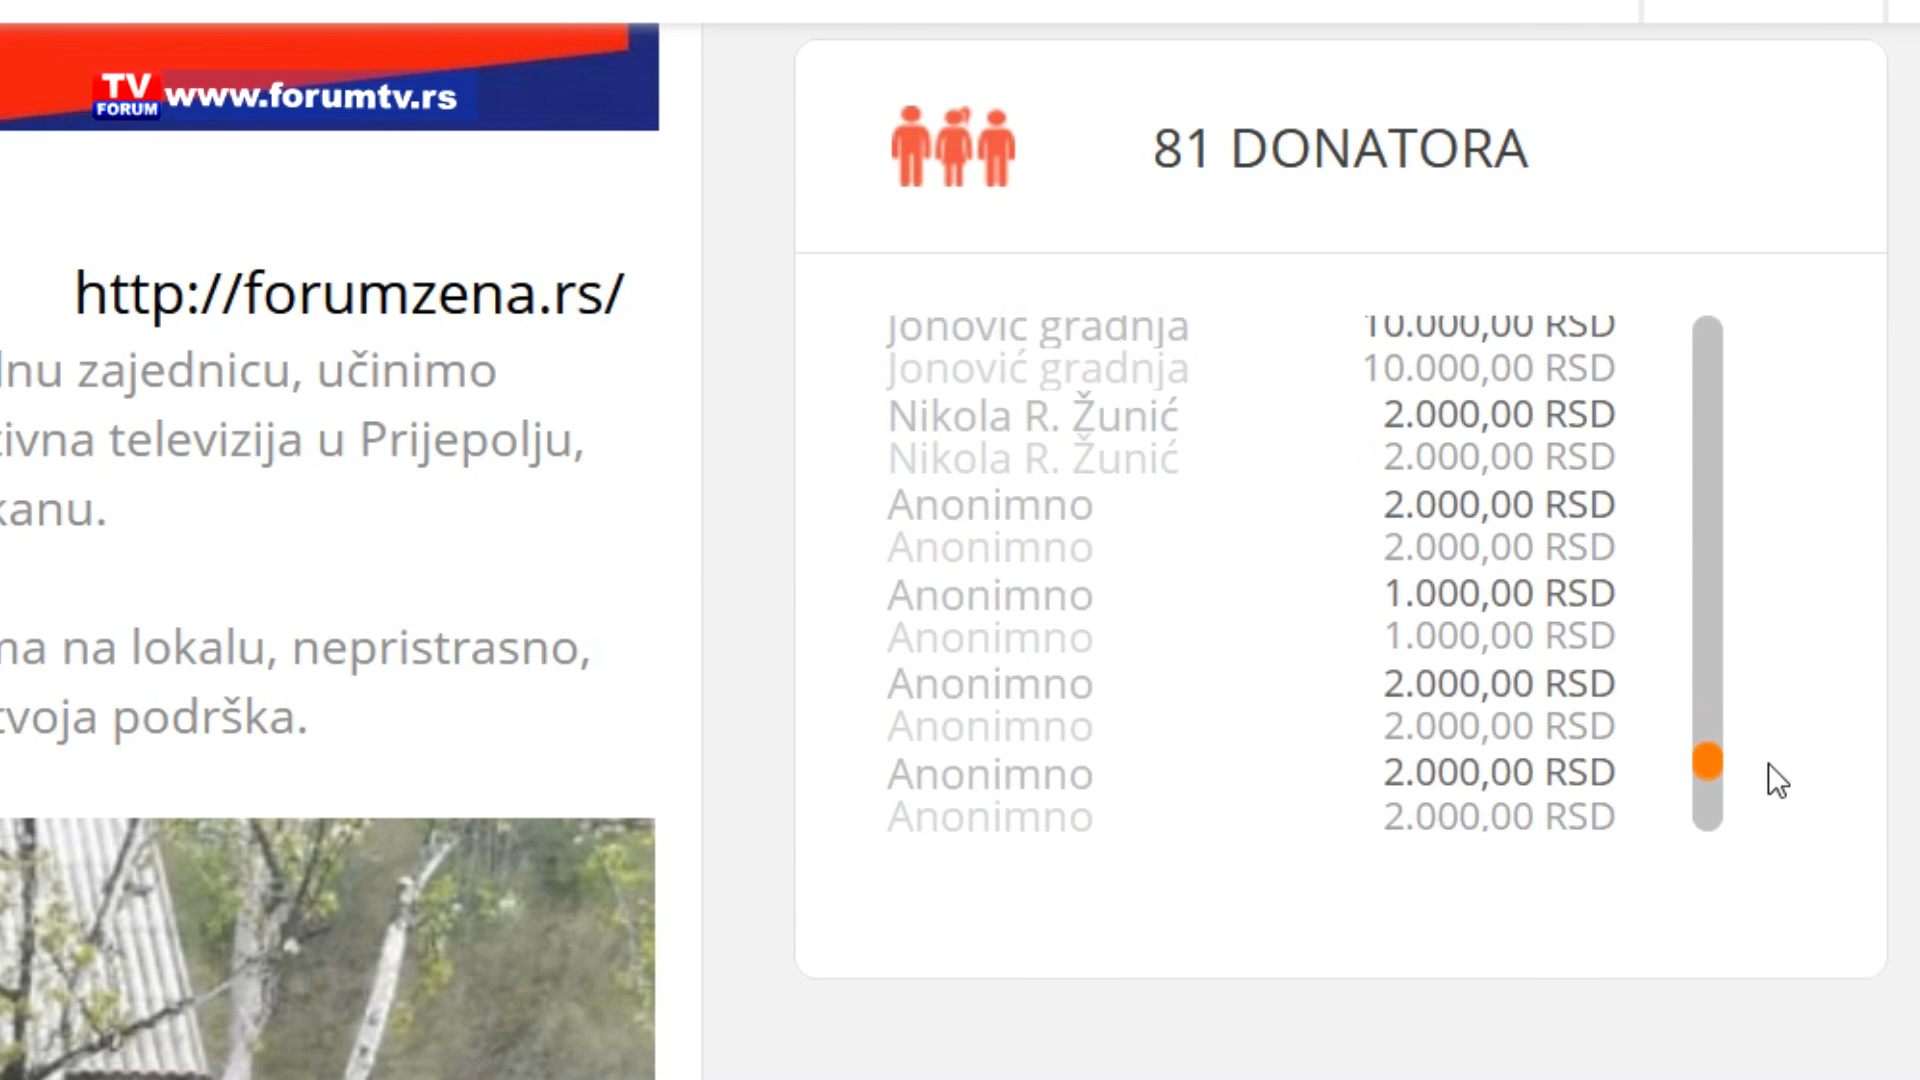 TV
FORUM
www.forumtv.rs
http://forumzena.rs/
lnu zajednicu, učinimo
tivna televizija u Prijepolju,
kanu.
ma na lokalu, nepristrasno,
tvoja podrška.
81 DONATORA
Jonović gradnja 10.000,00 RSD
Jonović gradnja 10.000,00 RSD
Nikola R. Žunić 2.000,00 RSD
Nikola R. Žunić 2.000,00 RSD
Anonimno 2.000,00 RSD
Anonimno 2.000,00 RSD
Anonimno 1.000,00 RSD
Anonimno 1.000,00 RSD
Anonimno 2.000,00 RSD
Anonimno 2.000,00 RSD
Anonimno 2.000,00 RSD
Anonimno 2.000,00 RSD